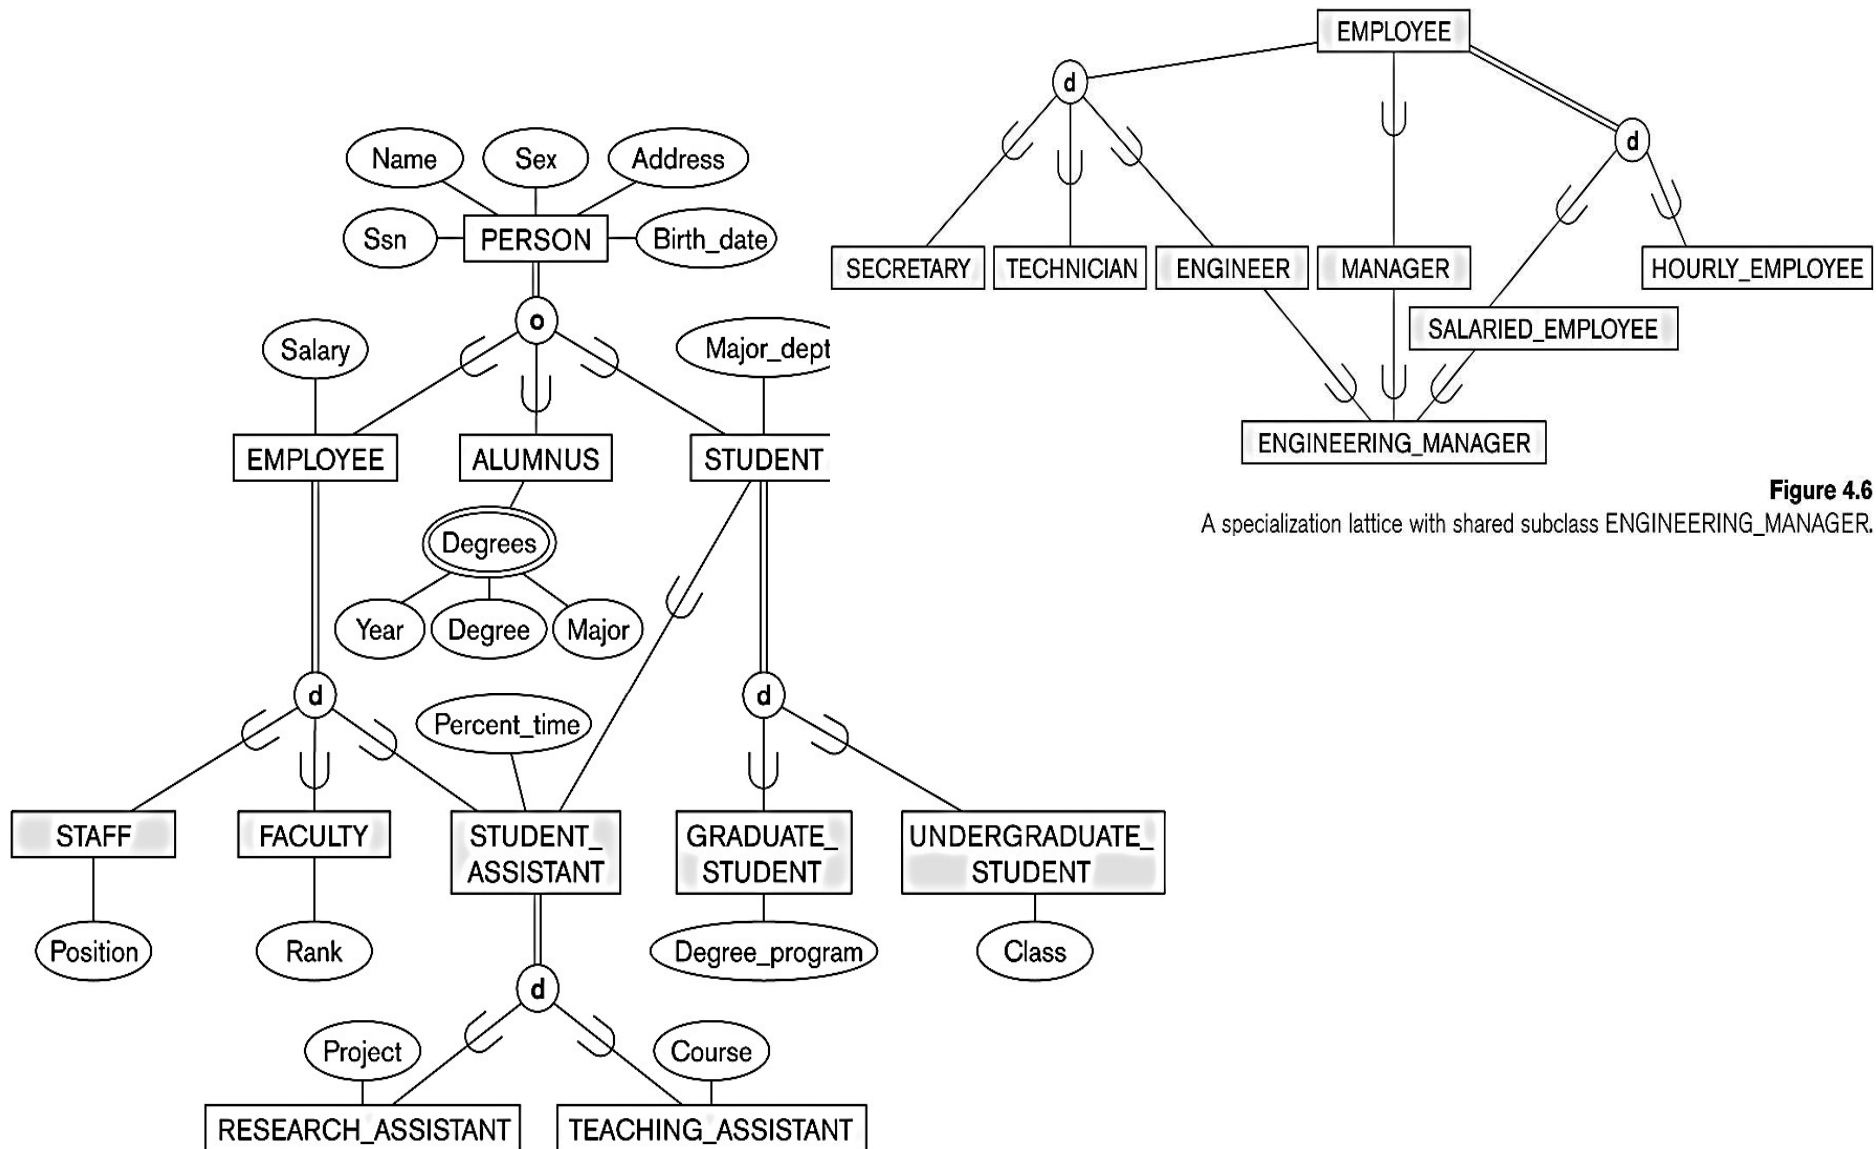 Name
Sex
Address
Ssn
PERSON
Birth_date
o
Salary
Major_dept
EMPLOYEE
ALUMNUS
STUDENT
Degrees
Year
Degree
Major
d
Percent_time
d
STAFF
FACULTY
STUDENT_
ASSISTANT
GRADUATE_
STUDENT
UNDERGRADUATE_
STUDENT
Position
Rank
Degree_program
Class
d
Project
Course
RESEARCH_ASSISTANT
TEACHING_ASSISTANT
EMPLOYEE
d
d
SECRETARY
TECHNICIAN
ENGINEER
MANAGER
HOURLY_EMPLOYEE
SALARIED_EMPLOYEE
ENGINEERING_MANAGER
Figure 4.6
A specialization lattice with shared subclass ENGINEERING_MANAGER.